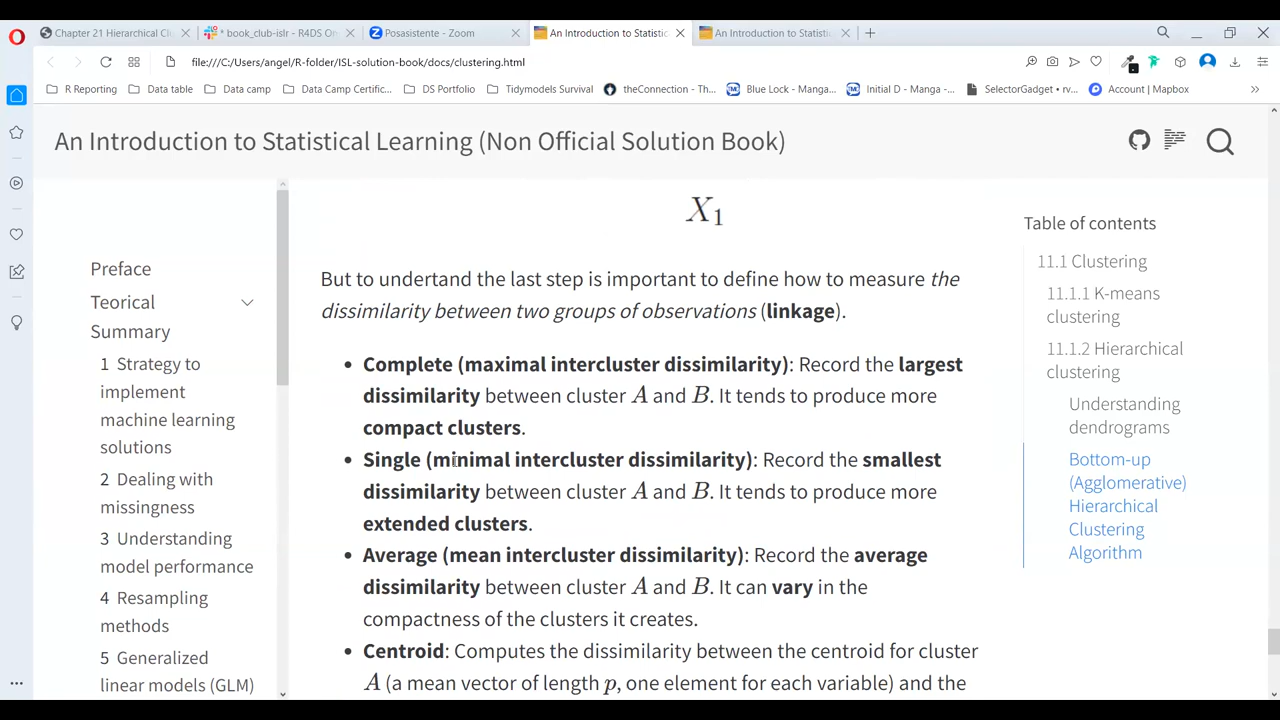 Chapter 21 Hierarchical Clu
* book_club-islr - R4DS On
Posasistente - Zoom
An Introduction to Statistic
An Introduction to Statistic
file:///C:/Users/angel/R-folder/ISL-solution-book/docs/clustering.html
R Reporting
Data table
Data camp
Data Camp Certific...
DS Portfolio
Tidymodels Survival
theConnection - Th...
Blue Lock - Manga...
Initial D - Manga -...
SelectorGadget • rv...
Account | Mapbox
An Introduction to Statistical Learning (Non Official Solution Book)
Preface
Teorical
Summary
1 Strategy to
implement
machine learning
solutions
2 Dealing with
missingness
3 Understanding
model performance
4 Resampling
methods
5 Generalized
linear models (GLM)
X₁
But to undertand the last step is important to define how to measure the
dissimilarity between two groups of observations (linkage).
• Complete (maximal intercluster dissimilarity): Record the largest
dissimilarity between cluster A and B. It tends to produce more
compact clusters.
• Single (minimal intercluster dissimilarity): Record the smallest
dissimilarity between cluster A and B. It tends to produce more
extended clusters.
• Average (mean intercluster dissimilarity): Record the average
dissimilarity between cluster A and B. It can vary in the
compactness of the clusters it creates.
• Centroid: Computes the dissimilarity between the centroid for cluster
A (a mean vector of length p, one element for each variable) and the
Table of contents
11.1 Clustering
11.1.1 K-means
clustering
11.1.2 Hierarchical
clustering
Understanding
dendrograms
Bottom-up
(Agglomerative)
Hierarchical
Clustering
Algorithm